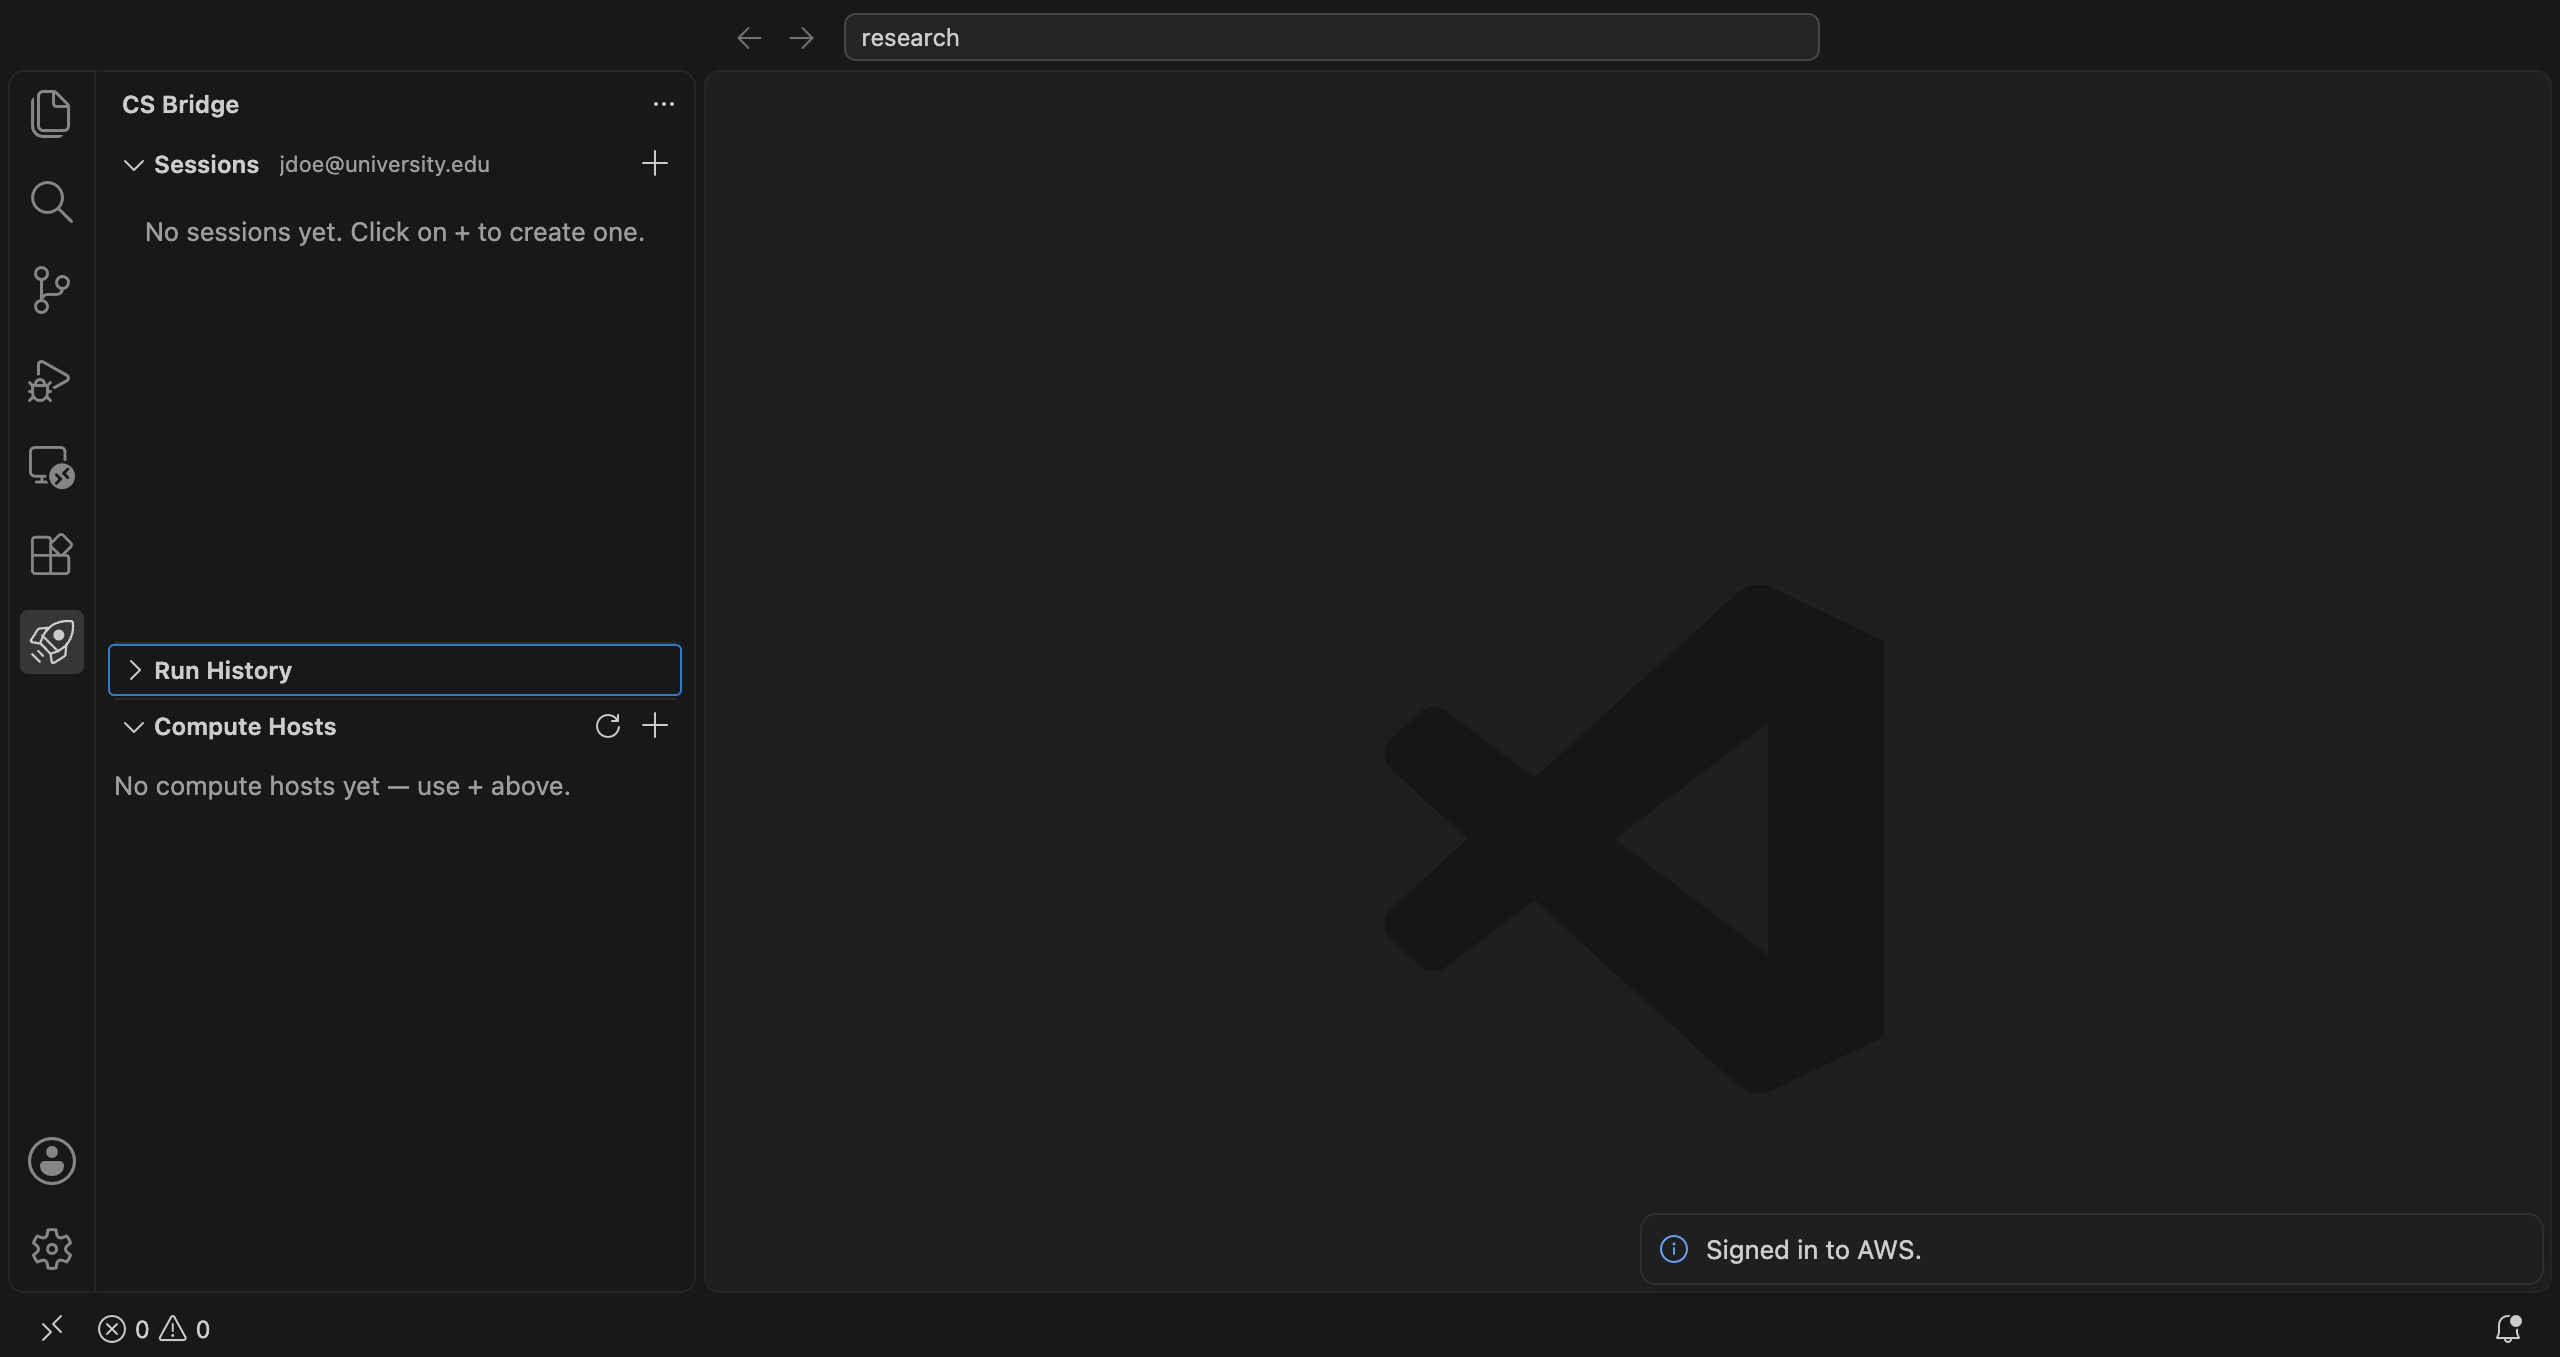 research
CS Bridge
Sessions jdoe@university.edu
No sessions yet. Click on + to create one.
Run History
Compute Hosts
No compute hosts yet — use + above.
Signed in to AWS.
0 0